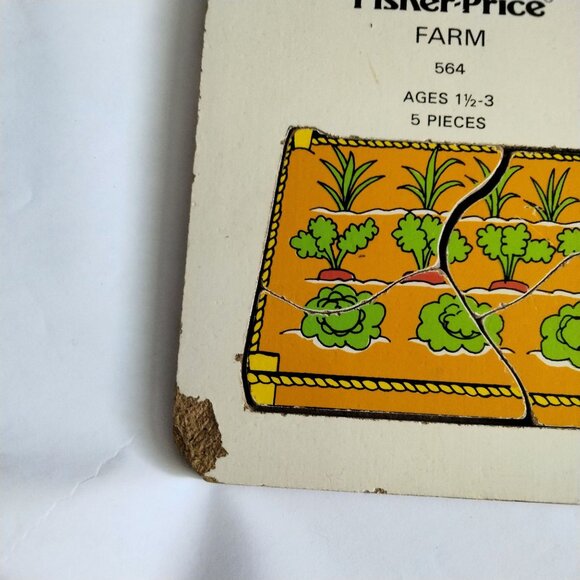 Fisher-Price®
FARM
564
AGES 1½-3
5 PIECES